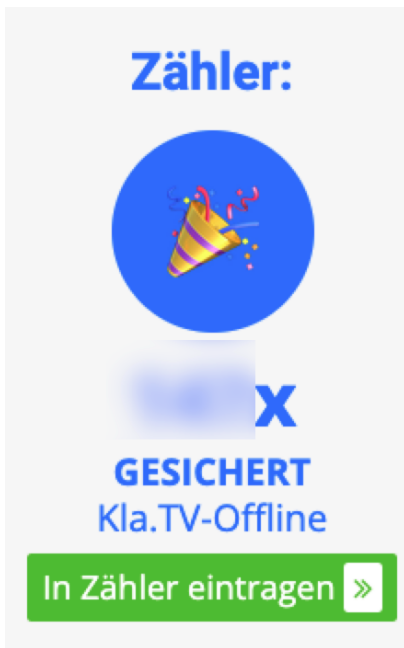 Zähler:
x
GESICHERT
Kla.TV-Offline
In Zähler eintragen »